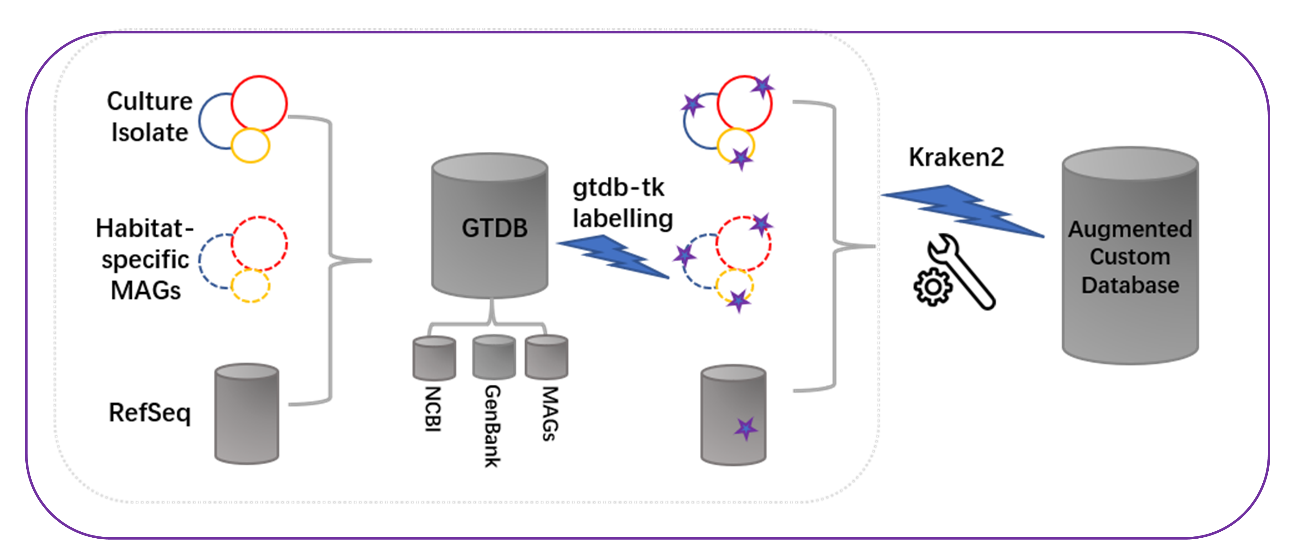 Culture
Isolate
Habitat-
specific
MAGs
RefSeq
GTDB
NCBI
GenBank
MAGs
gtdb-tk
labelling
Kraken2
Augmented
Custom
Database